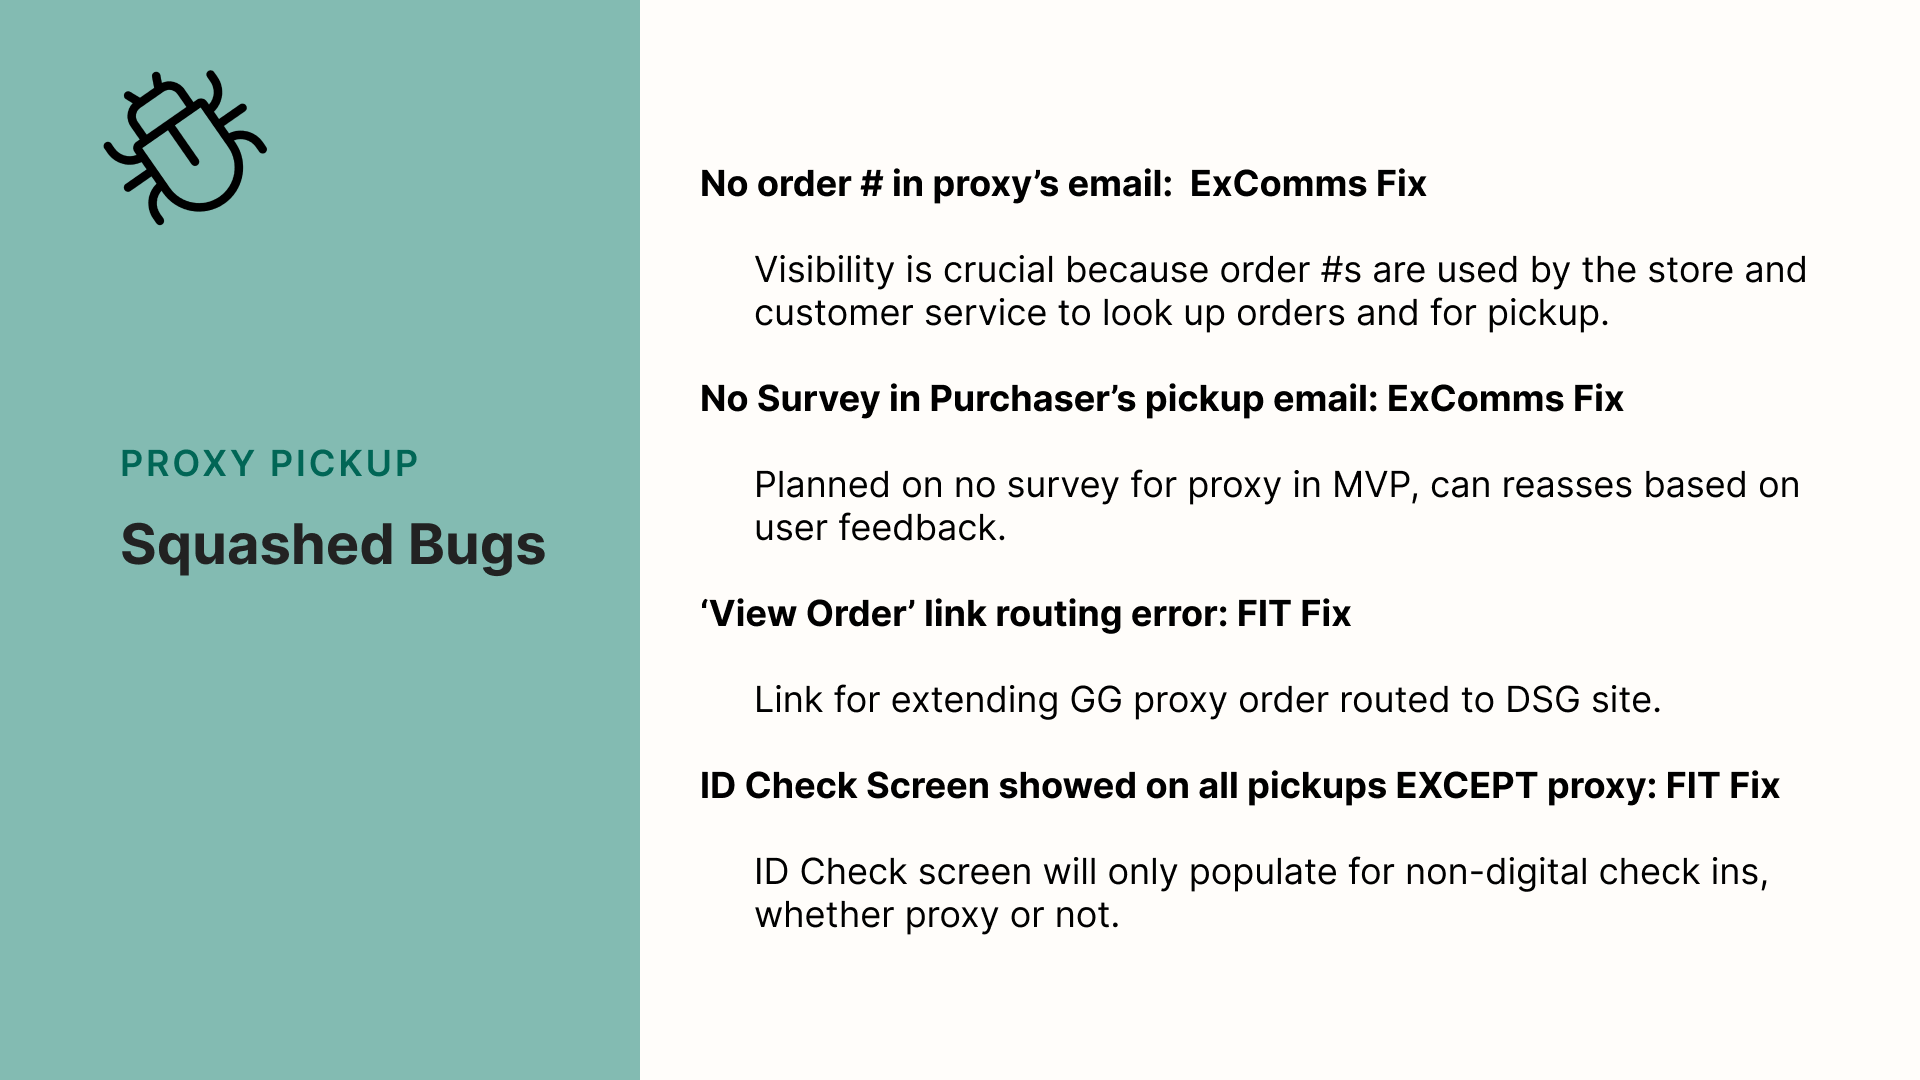 PROXY PICKUP
Squashed Bugs
No order # in proxy’s email:  ExComms Fix
Visibility is crucial because order #s are used by the store and
customer service to look up orders and for pickup.
No Survey in Purchaser’s pickup email: ExComms Fix
Planned on no survey for proxy in MVP, can reasses based on
user feedback.
‘View Order’ link routing error: FIT Fix
Link for extending GG proxy order routed to DSG site.
ID Check Screen showed on all pickups EXCEPT proxy: FIT Fix
ID Check screen will only populate for non-digital check ins,
whether proxy or not.